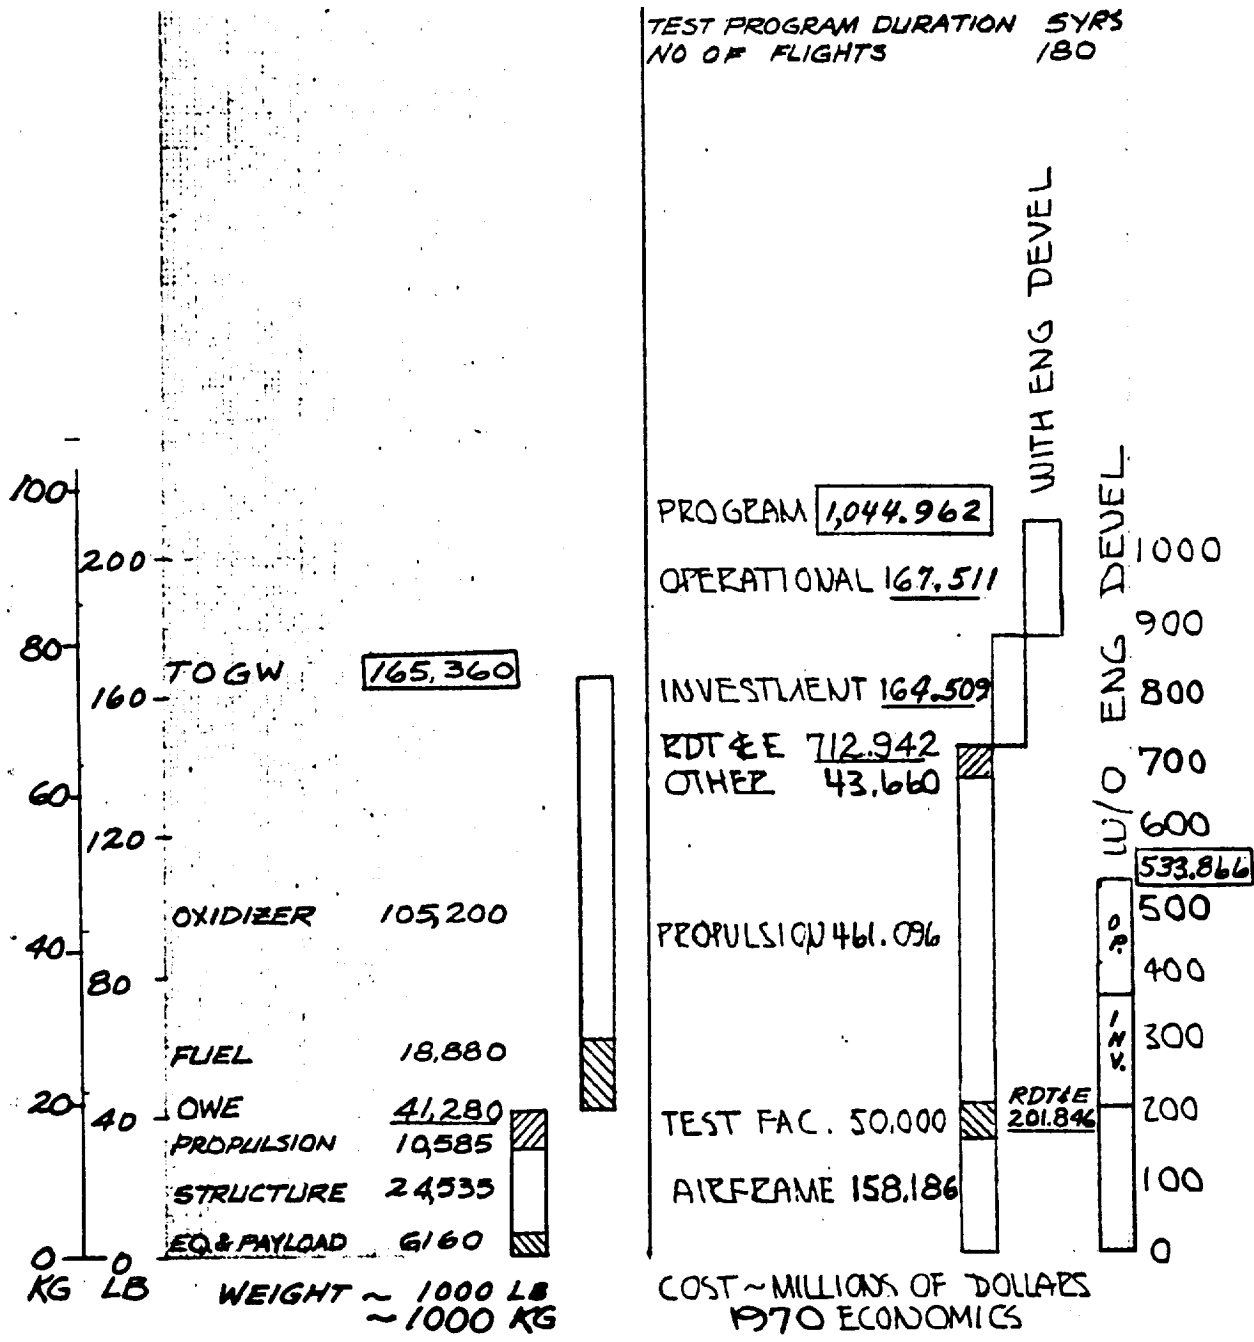 TEST PROGRAM DURATION 5YRS
NO OF FLIGHTS 180
WITH ENG DEVEL
W/O ENG DEVEL
100
80
60
40
20
0
KG
200
160
120
80
40
0
LB
TOGW 165,360
OXIDIZER 105,200
FUEL 18,880
OWE 41,280
PROPULSION 10,585
STRUCTURE 24,535
EQ & PAYLOAD 6160
WEIGHT ~ 1000 LB
~ 1000 KG
PROGRAM 1,044.962
OPERATIONAL 167.511
INVESTMENT 164.509
RDT & E 712.942
OTHER 43.660
PROPULSION 461.096
TEST FAC. 50,000
AIRFRAME 158.186
RDT&E
201.846
OP.
INV.
1000
900
800
700
600
533.866
500
400
300
200
100
0
COST ~ MILLIONS OF DOLLARS
1970 ECONOMICS